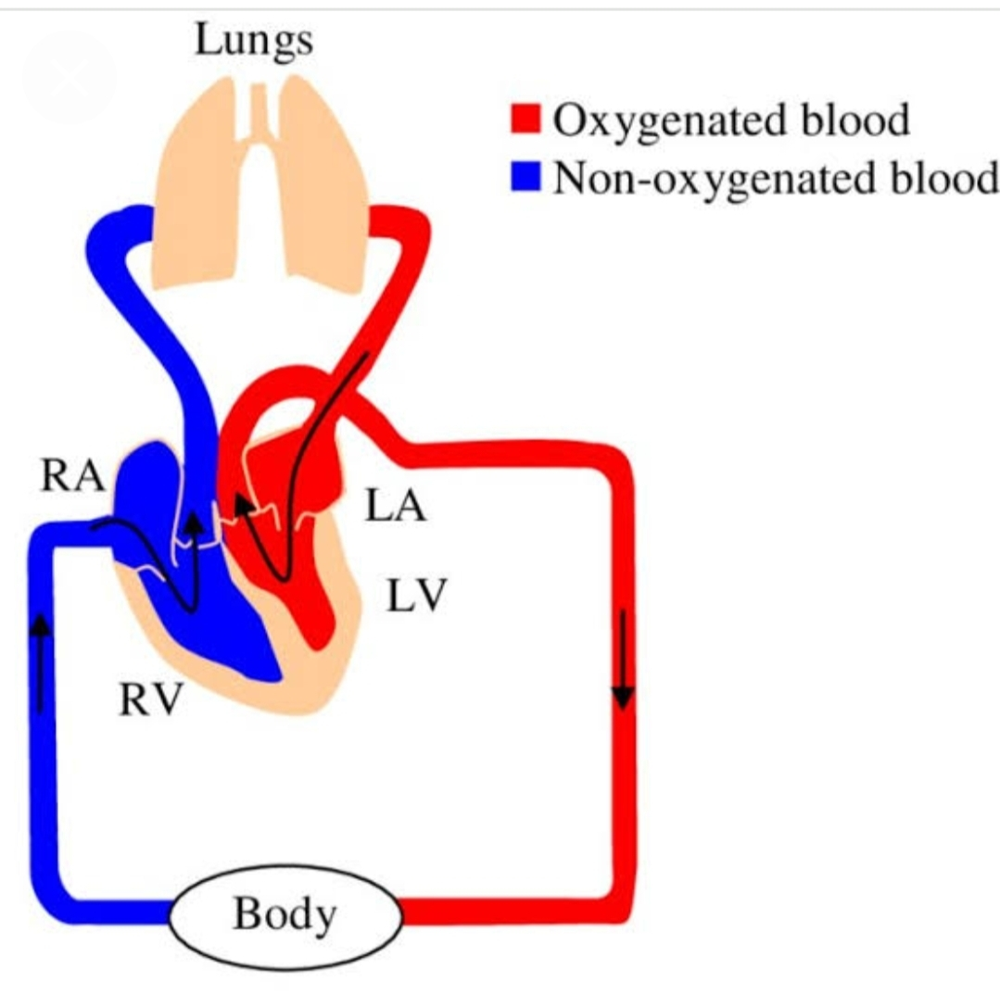 Lungs
Oxygenated blood
Non-oxygenated blood
RA
LA
LV
RV
Body